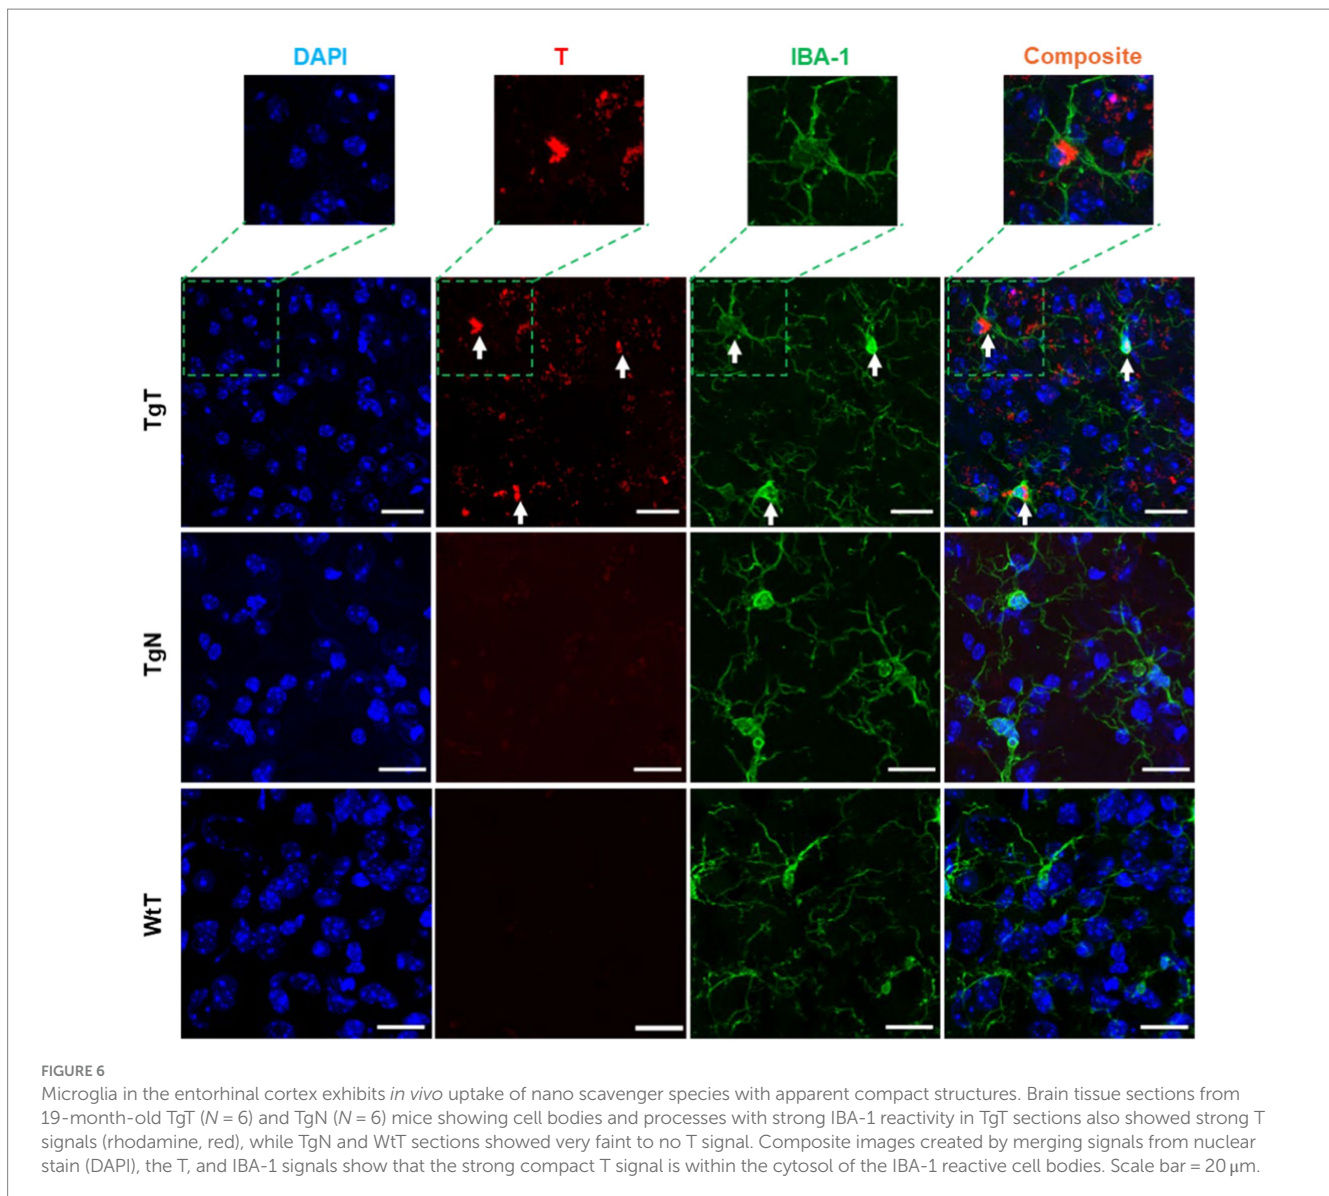 DAPI
T
IBA-1
Composite
TgT
TgN
WtT
FIGURE 6
Microglia in the entorhinal cortex exhibits in vivo uptake of nano scavenger species with apparent compact structures. Brain tissue sections from
19-month-old TgT (N = 6) and TgN (N = 6) mice showing cell bodies and processes with strong IBA-1 reactivity in TgT sections also showed strong T
signals (rhodamine, red), while TgN and WtT sections showed very faint to no T signal. Composite images created by merging signals from nuclear
stain (DAPI), the T, and IBA-1 signals show that the strong compact T signal is within the cytosol of the IBA-1 reactive cell bodies. Scale bar = 20 μm.